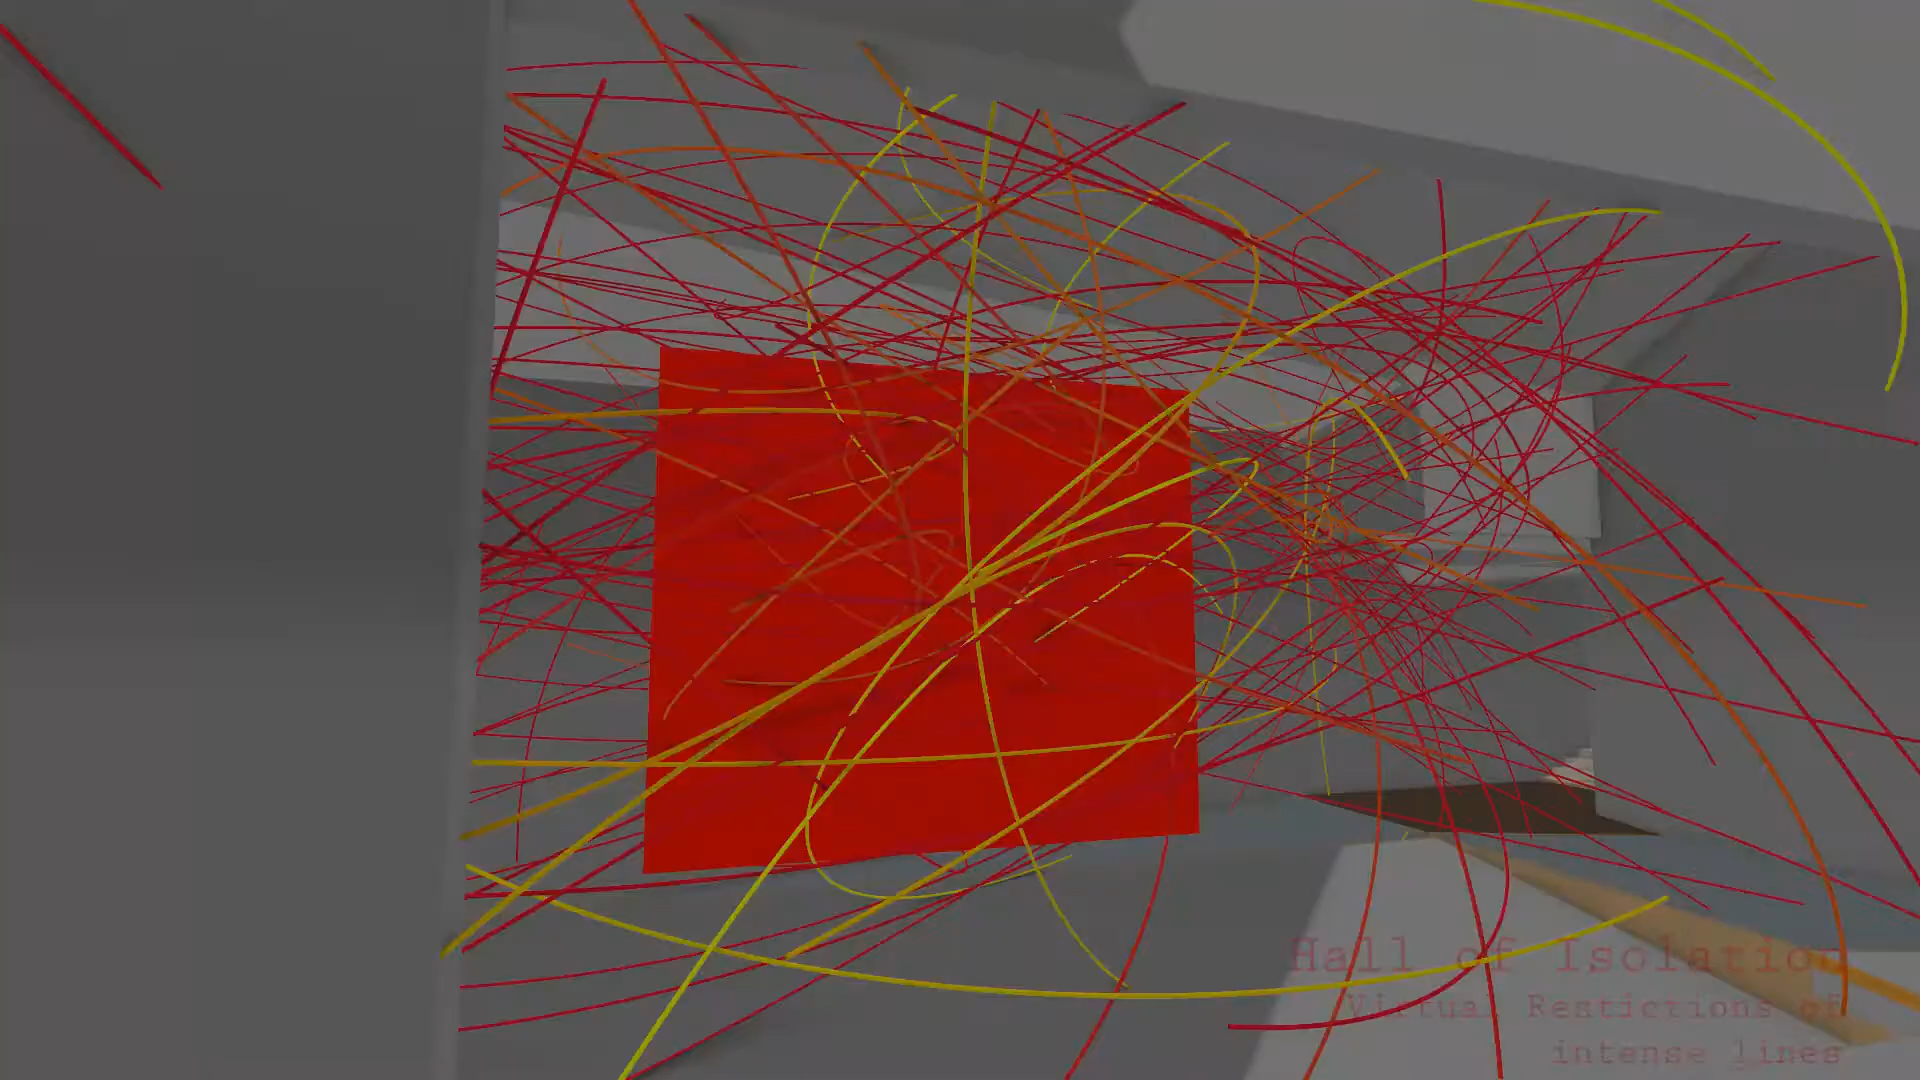 Hall of Isolation
Virtual Restictions of
intense lines